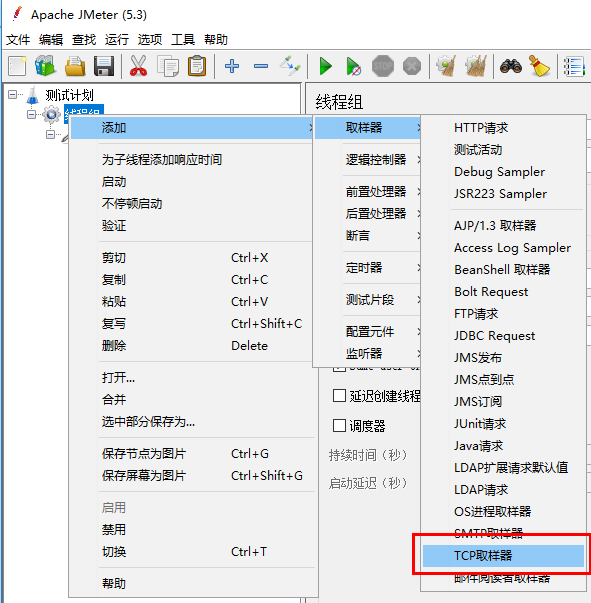 Apache JMeter (5.3)
文件 编辑 查找 运行 选项 工具 帮助
测试计划
线程组
线程组
添加
为子线程添加响应时间
启动
不停顿启动
验证
剪切 Ctrl+X
复制 Ctrl+C
粘贴 Ctrl+V
复写 Ctrl+Shift+C
删除 Delete
打开...
合并
选中部分保存为...
保存节点为图片 Ctrl+G
保存屏幕为图片 Ctrl+Shift+G
启用
禁用
切换 Ctrl+T
帮助
取样器
逻辑控制器
前置处理器
后置处理器
断言
定时器
测试片段
配置元件
监听器
延迟创建线程
调度器
持续时间（秒）
启动延迟（秒）
HTTP请求
测试活动
Debug Sampler
JSR223 Sampler
AJP/1.3 取样器
Access Log Sampler
BeanShell 取样器
Bolt Request
FTP请求
JDBC Request
JMS发布
JMS点到点
JMS订阅
JUnit请求
Java请求
LDAP扩展请求默认值
LDAP请求
OS进程取样器
SMTP取样器
TCP取样器
邮件阅读者取样器